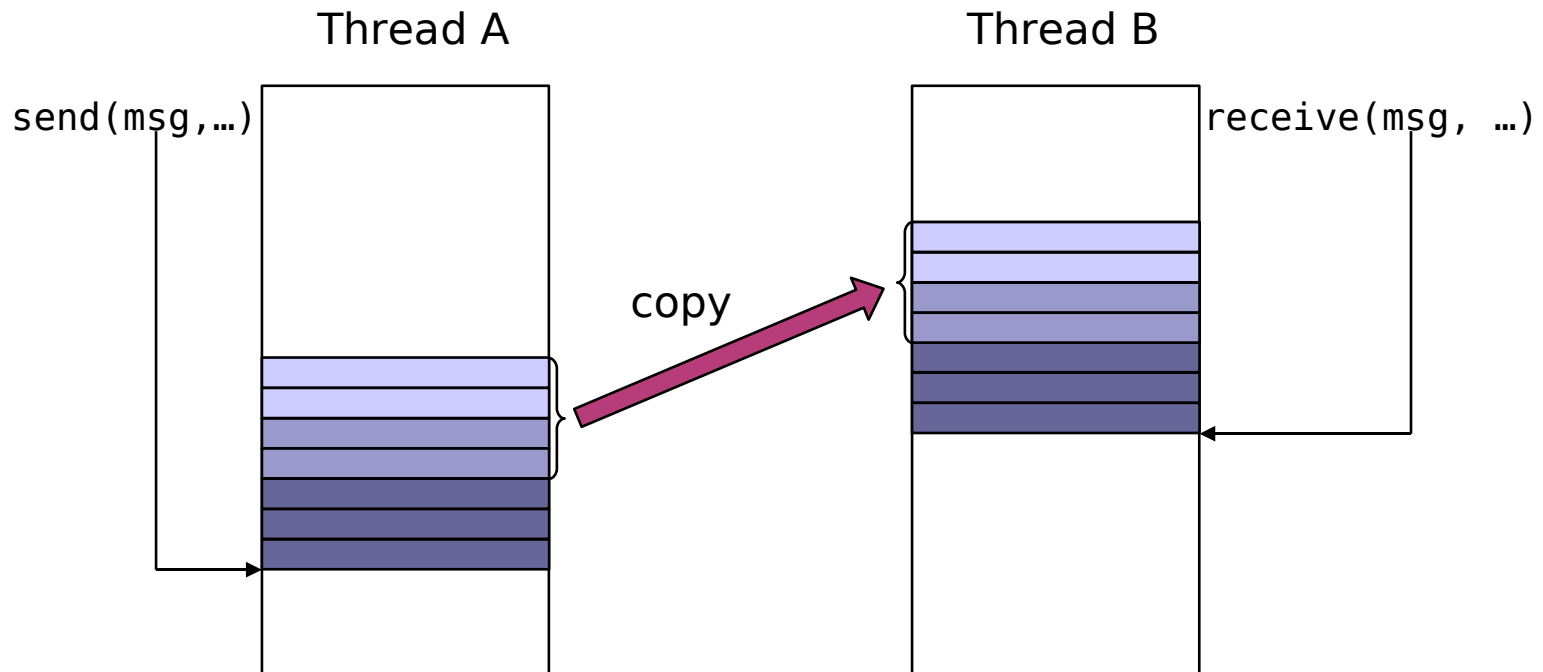 Thread A
Thread B
send(msg,…)
receive(msg, …)
copy